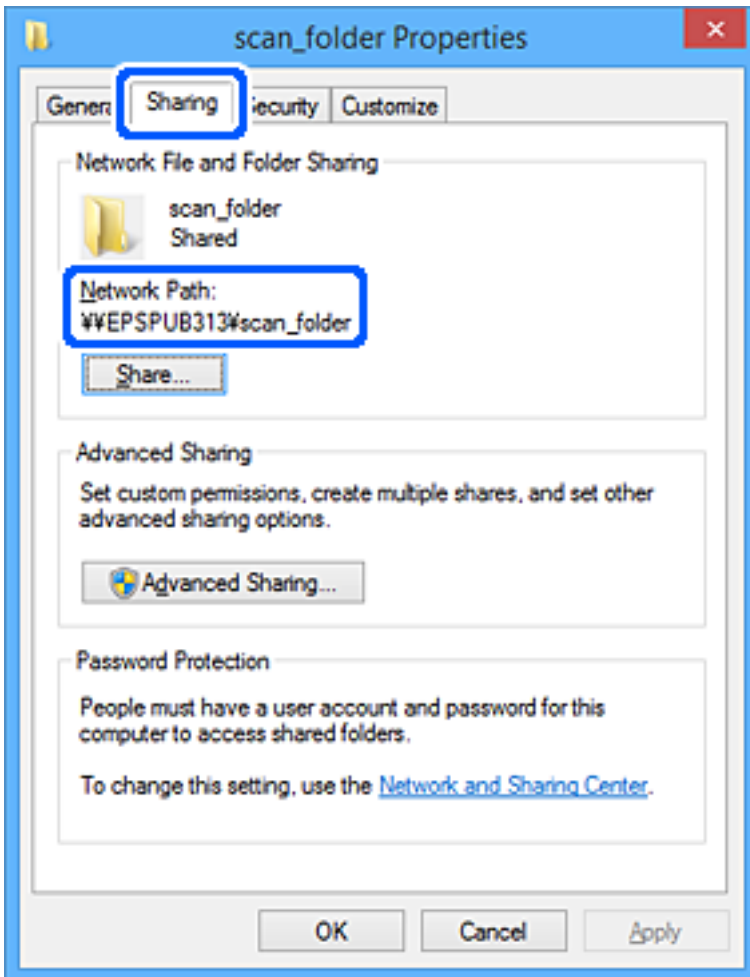 scan_folder Properties
Genera Sharing ecurity Customize
Network File and Folder Sharing
scan_folder
Shared
Network Path:
¥¥EPSPUB313¥scan_folder
Share...
Advanced Sharing
Set custom permissions, create multiple shares, and set other
advanced sharing options.
Advanced Sharing...
Password Protection
People must have a user account and password for this
computer to access shared folders.
To change this setting, use the Network and Sharing Center.
OK Cancel Apply